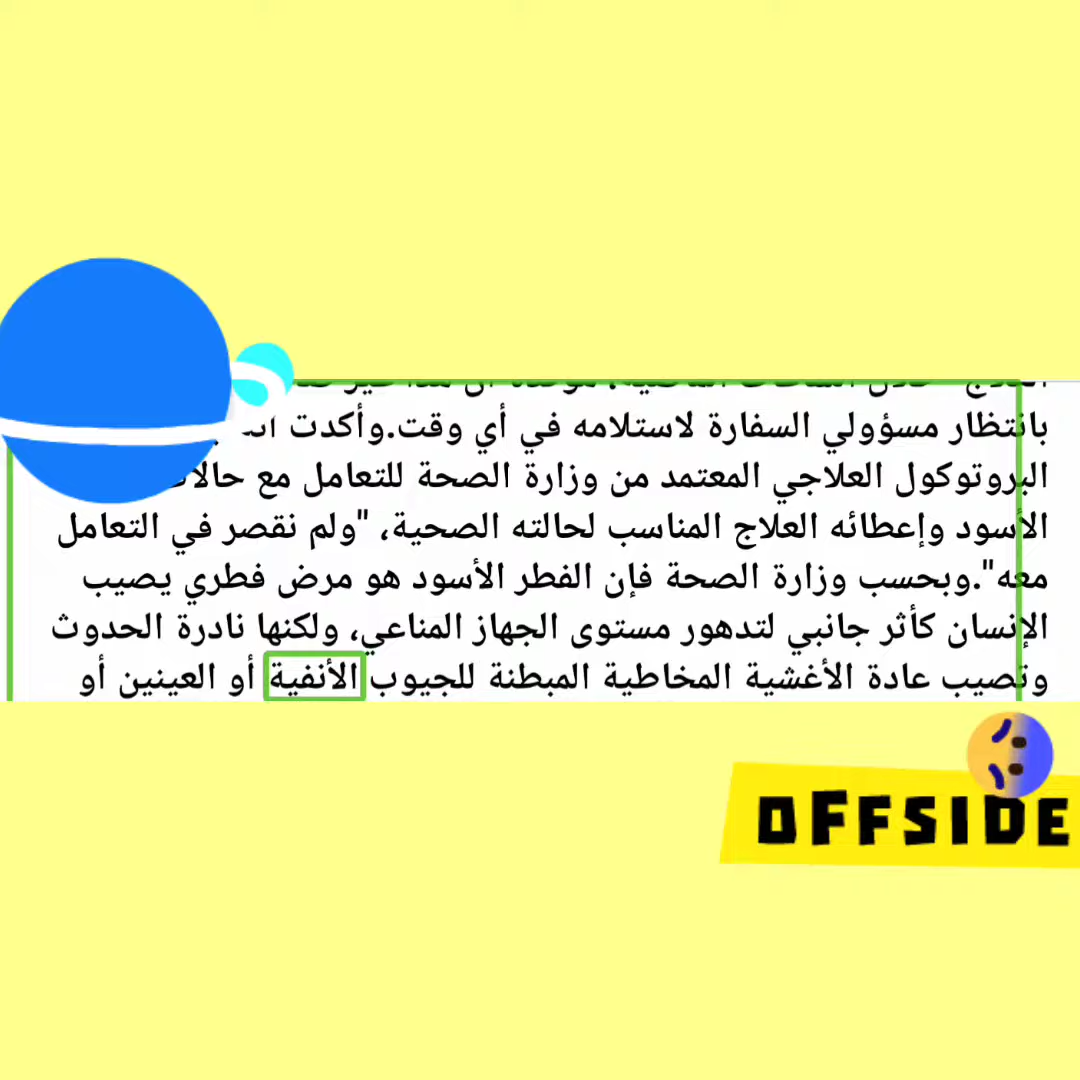 بانتظار مسؤولي السفارة لاستلامه في أي وقت.وأكدت
البروتوكول العلاجي المعتمد من وزارة الصحة للتعامل مع
الأسود وإعطائه العلاج المناسب لحالته الصحية، "ولم نقصر في التعامل
معه".وبحسب وزارة الصحة فإن الفطر الأسود هو مرض فطري يصيب
الإنسان كأثر جانبي لتدهور مستوى الجهاز المناعي، ولكنها نادرة الحدوث
وتصيب عادة الأغشية المخاطية المبطنة للجيوب الأنفية أو العينين أو
OFFSIDE